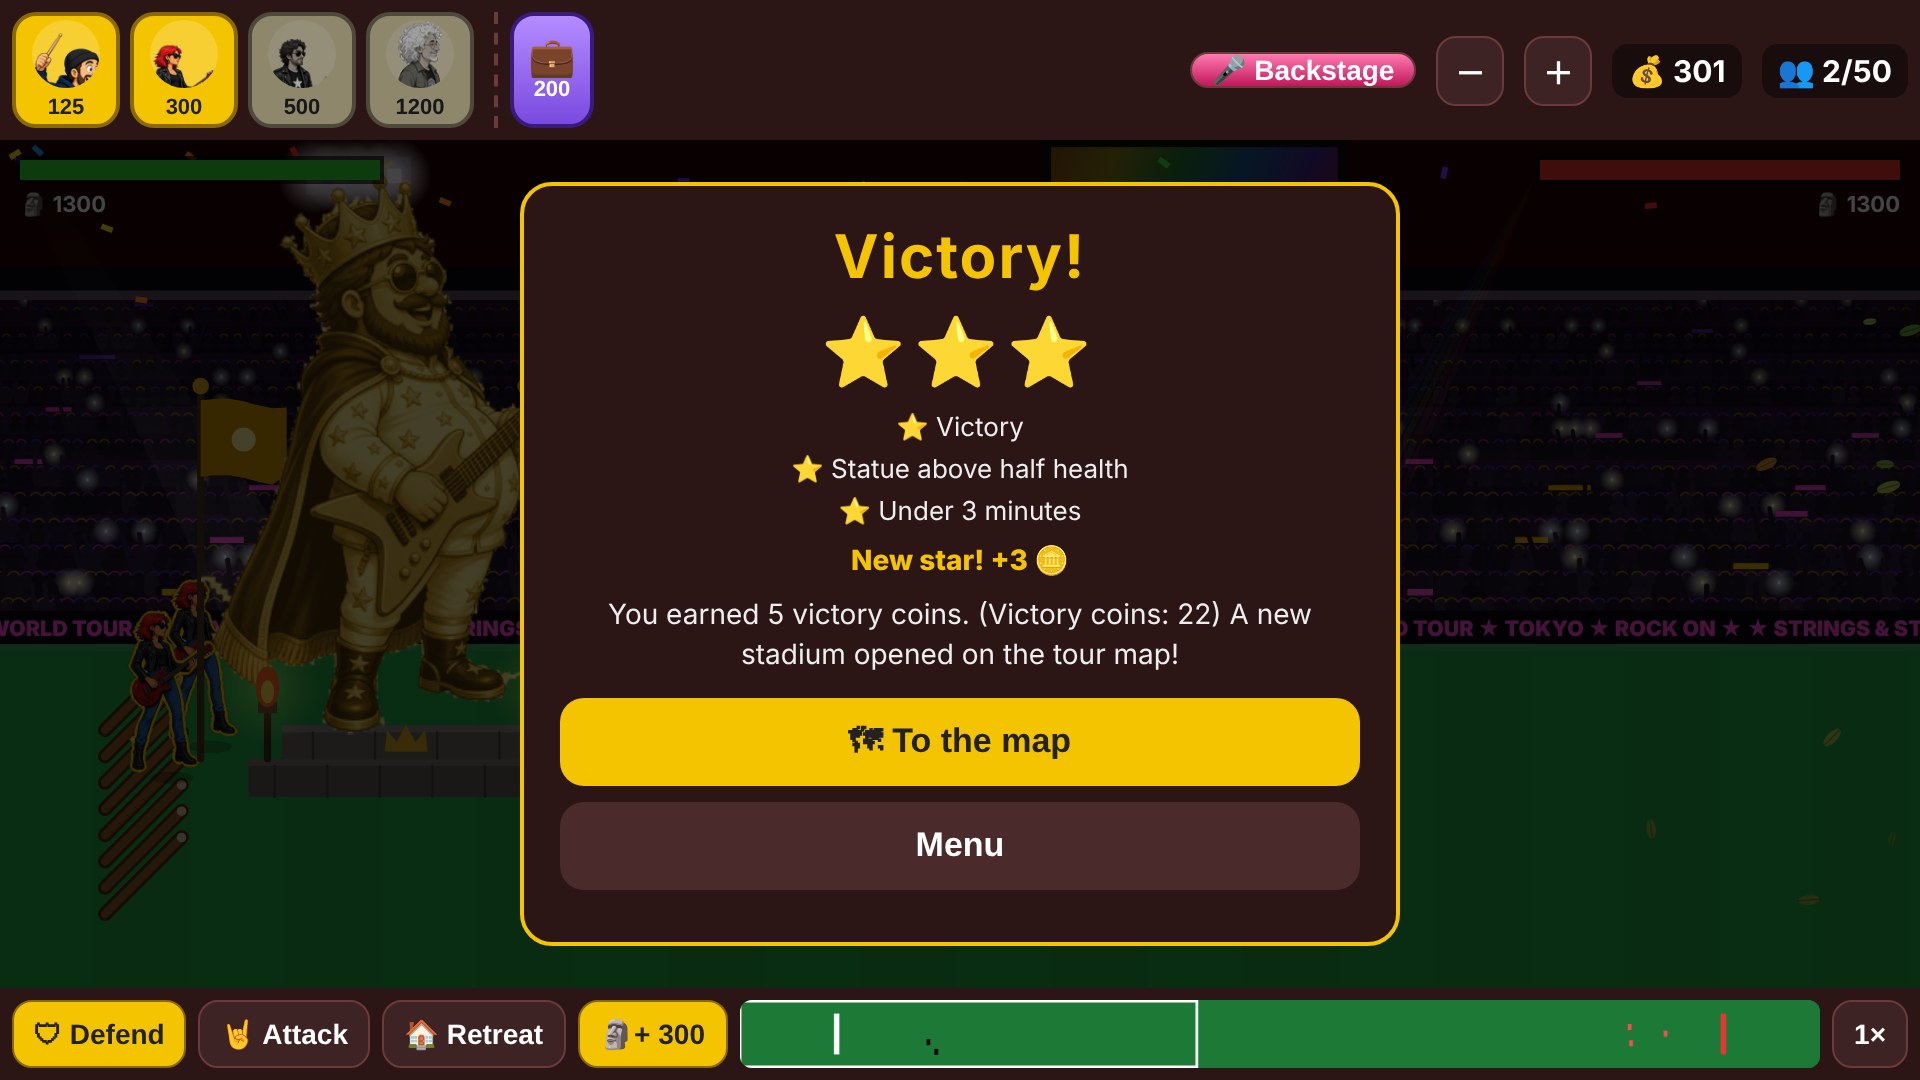 125
300
500
1200
200
Backstage
−
+
301
2/50
1300
1300
Victory!
Victory
Statue above half health
Under 3 minutes
New star! +3
You earned 5 victory coins. (Victory coins: 22) A new
stadium opened on the tour map!
To the map
Menu
WORLD TOUR
TOUR ★ TOKYO ★ ROCK ON ★ ★ STRINGS & ST
Defend
Attack
Retreat
+ 300
1×